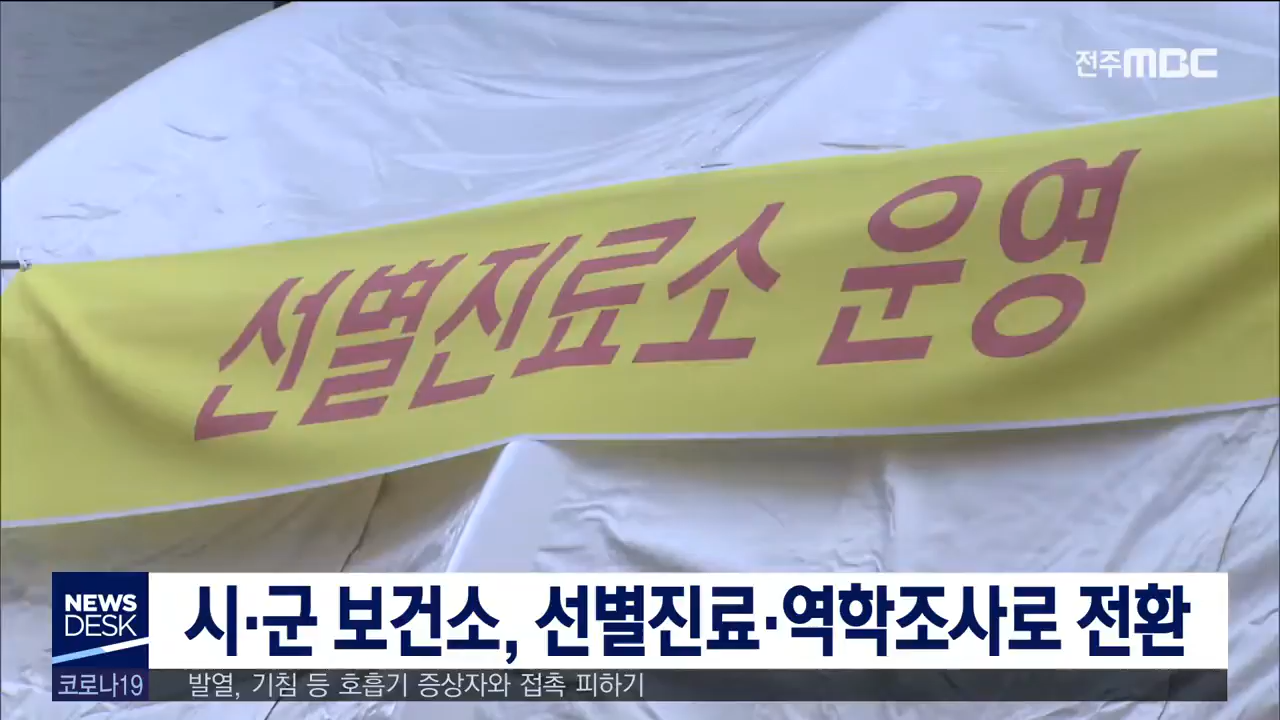 전주MBC
선별진료소 운영
NEWS
DESK
시·군 보건소, 선별진료·역학조사로 전환
코로나19
발열, 기침 등 호흡기 증상자와 접촉 피하기